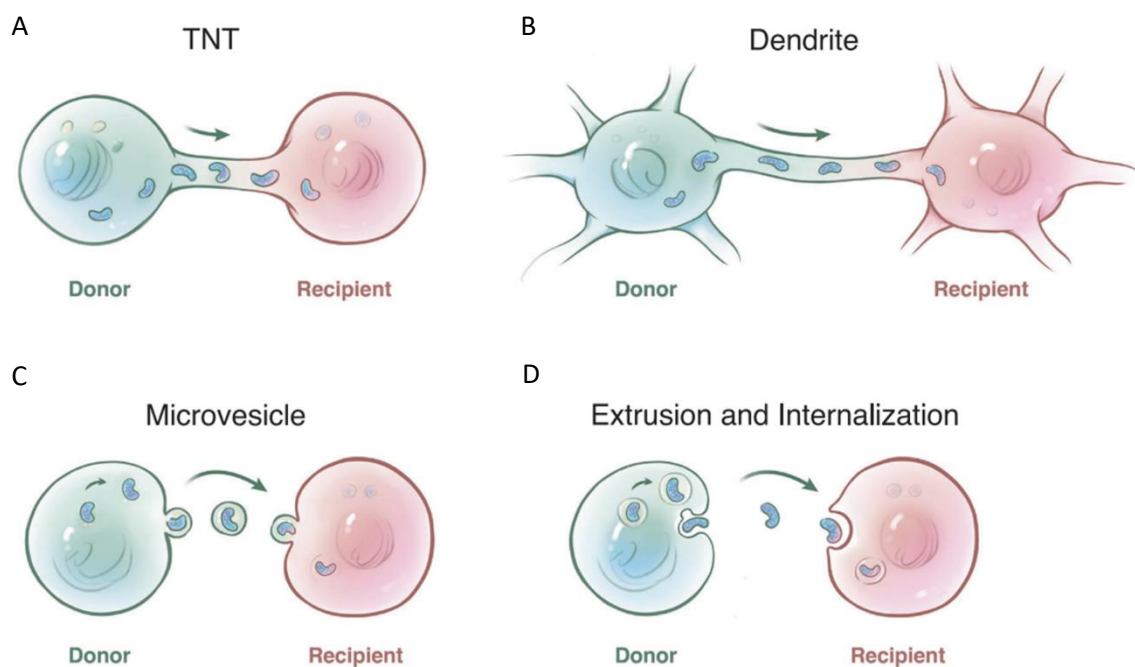 A
TNT
Donor
Recipient
B
Dendrite
Donor
Recipient
C
Microvesicle
Donor
Recipient
D
Extrusion and Internalization
Donor
Recipient